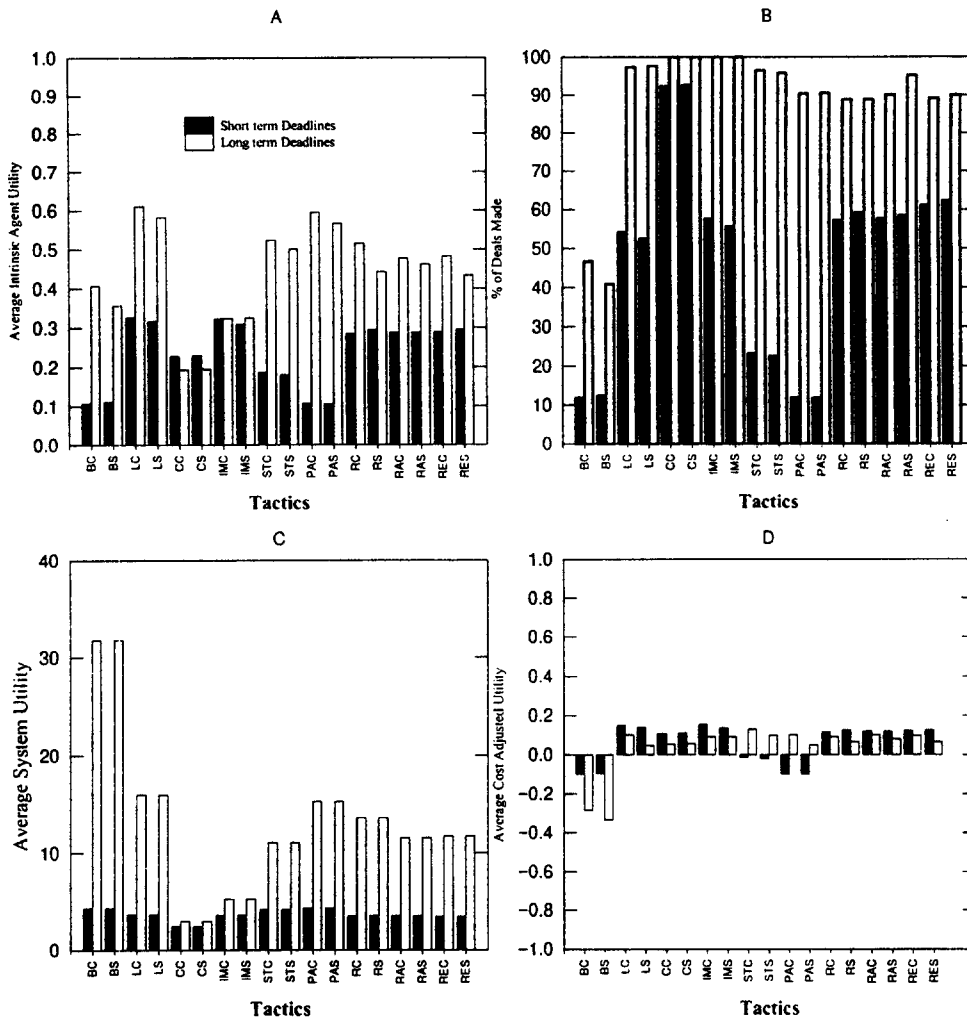 A
Average Intrinsic Agent Utility
1.0
0.9
0.8
0.7
0.6
0.5
0.4
0.3
0.2
0.1
0.0
Short term Deadlines
Long term Deadlines
BC BS LC LS CC CS IMC IMS STC STS PAC PAS RC RS RAC RAS REC REC
Tactics
B
% of Deals Made
100
90
80
70
60
50
40
30
20
10
0
BC BS LC LS CC CS IMC IMS STC STS PAC PAS RC RS RAC RAS REC RES
Tactics
C
Average System Utility
40
30
20
10
0
BC BS LC LS CC CS IMC IMS STC STS PAC PAS RC RS RAC RAS REC RES
Tactics
D
Average Cost Adjusted Utility
1.0
0.8
0.6
0.4
0.2
0.0
−0.2
−0.4
−0.6
−0.8
−1.0
BC BS LC LS CC CS IMC IMS STC STS PAC PAS RC RS RAC RAS REC RES
Tactics